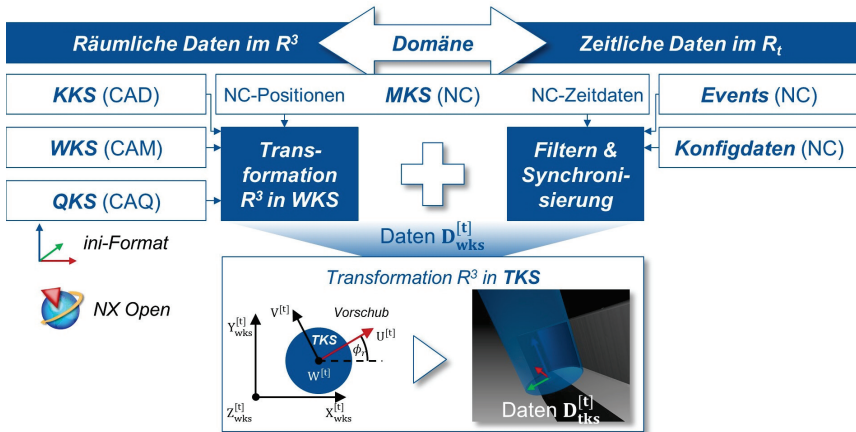 Räumliche Daten im R³
Domäne
Zeitliche Daten im Rₜ
KKS (CAD)
NC-Positionen
MKS (NC)
NC-Zeitdaten
Events (NC)
WKS (CAM)
Trans-
formation
R³ in WKS
Filtern &
Synchroni-
sierung
Konfigdaten (NC)
QKS (CAQ)
Daten D[t]wks
ini-Format
NX Open
Transformation R³ in TKS
Vorschub
V[t]
Y[t]wks
TKS
U[t]
ϕr
W[t]
Z[t]wks
X[t]wks
Daten D[t]tks